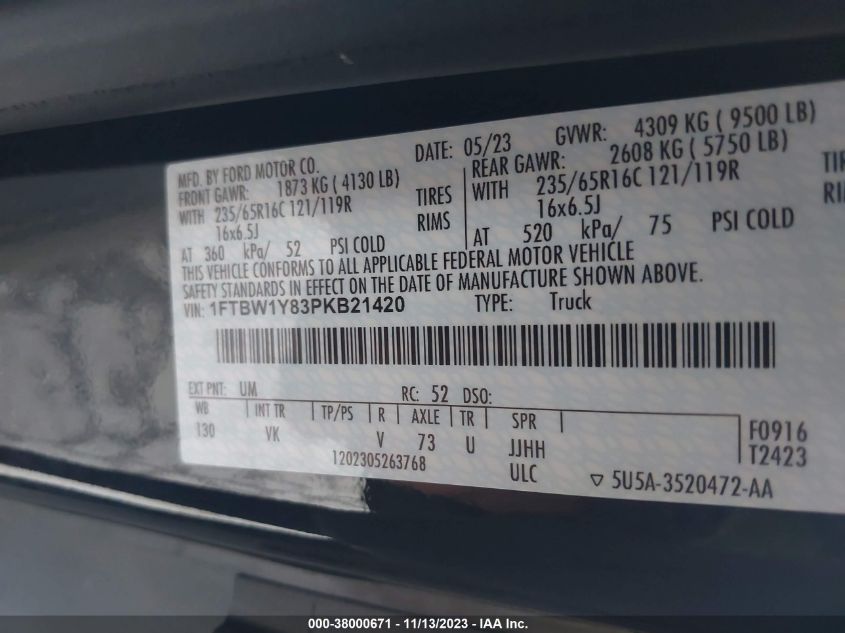 MFD. BY FORD MOTOR CO. DATE: 05/23 GVWR: 4309 KG ( 9500 LB)
FRONT GAWR: 1873 KG ( 4130 LB) REAR GAWR: 2608 KG ( 5750 LB)
WITH 235/65R16C 121/119R TIRES WITH 235/65R16C 121/119R
16x6.5J RIMS 16x6.5J
AT 360 kPa/ 52 PSI COLD AT 520 kPa/ 75 PSI COLD
THIS VEHICLE CONFORMS TO ALL APPLICABLE FEDERAL MOTOR VEHICLE
SAFETY STANDARDS IN EFFECT ON THE DATE OF MANUFACTURE SHOWN ABOVE.
VIN: 1FTBW1Y83PKB21420 TYPE: Truck
EXT PNT: UM RC: 52 DSO:
WB INT TR TP/PS R AXLE TR SPR F0916
130 VK V 73 U JJHH T2423
1202305263768 ULC 5U5A-3520472-AA
000-38000671 - 11/13/2023 - IAA Inc.